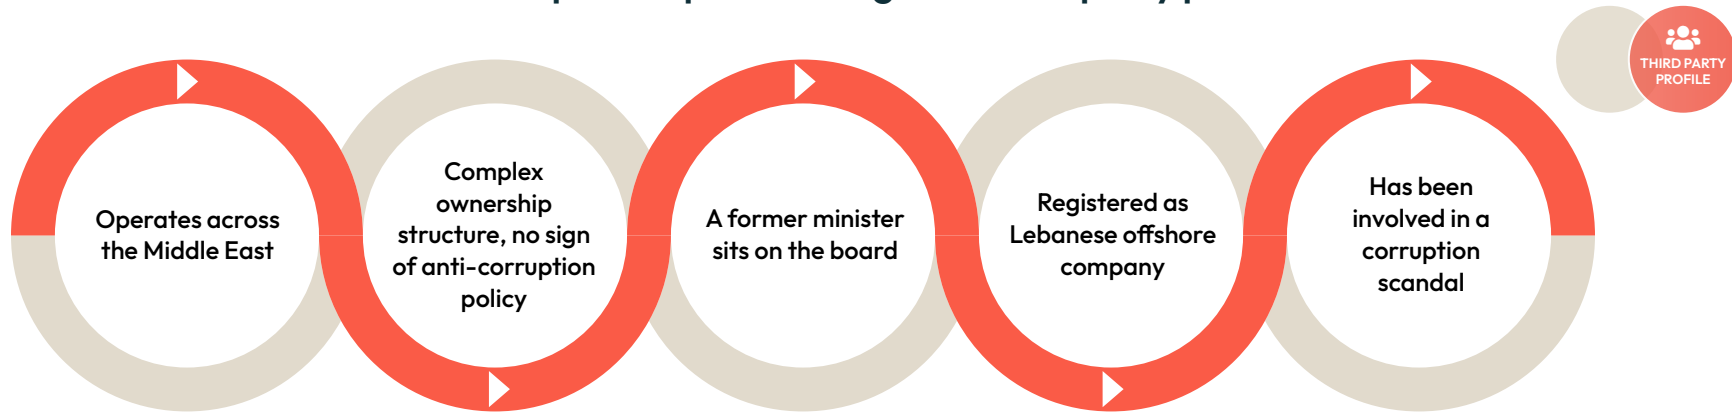 THIRD PARTY
PROFILE
Operates across
the Middle East
Complex
ownership
structure, no sign
of anti-corruption
policy
A former minister
sits on the board
Registered as
Lebanese offshore
company
Has been
involved in a
corruption
scandal